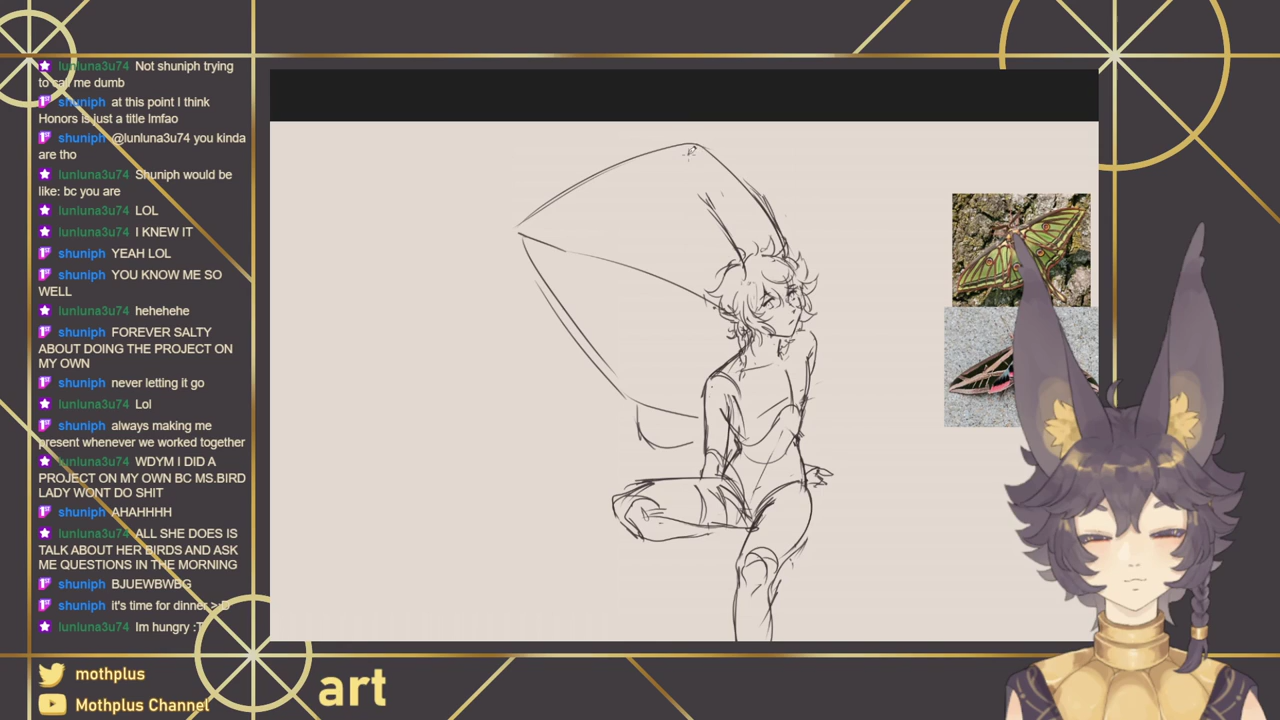 lunluna3u74 Not shuniph trying
to call me dumb
shuniph at this point I think
Honors is just a title lmfao
shuniph @lunluna3u74 you kinda
are tho
lunluna3u74 Shuniph would be
like: bc you are
lunluna3u74 LOL
lunluna3u74 I KNEW IT
shuniph YEAH LOL
shuniph YOU KNOW ME SO
WELL
lunluna3u74 hehehehe
shuniph FOREVER SALTY
ABOUT DOING THE PROJECT ON
MY OWN
shuniph never letting it go
lunluna3u74 Lol
shuniph always making me
present whenever we worked together
lunluna3u74 WDYM I DID A
PROJECT ON MY OWN BC MS.BIRD
LADY WONT DO SHIT
shuniph AHAHHHH
lunluna3u74 ALL SHE DOES IS
TALK ABOUT HER BIRDS AND ASK
ME QUESTIONS IN THE MORNING
shuniph BJUEWBWBG
shuniph it's time for dinner >:D
lunluna3u74 Im hungry :T
mothplus
Mothplus Channel
art